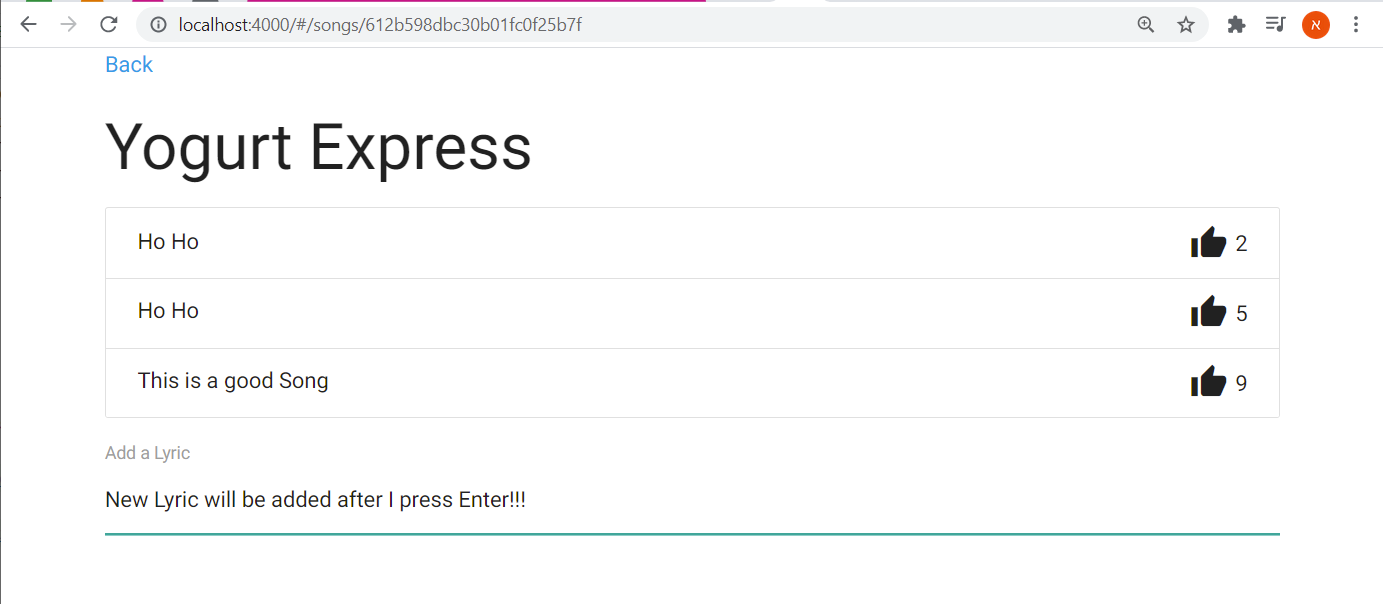 localhost:4000/#/songs/612b598dbc30b01fc0f25b7f
א
Back
Yogurt Express
Ho Ho 2
Ho Ho 5
This is a good Song 9
Add a Lyric
New Lyric will be added after I press Enter!!!